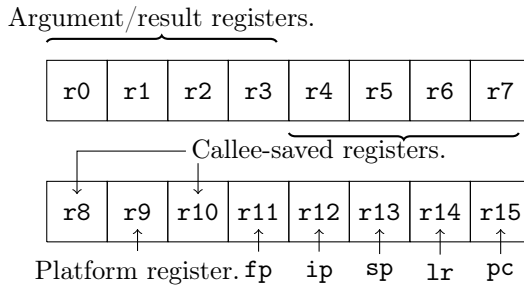 Argument/result registers.
r0 r1 r2 r3 r4 r5 r6 r7
Callee-saved registers.
r8 r9 r10 r11 r12 r13 r14 r15
Platform register. fp ip sp lr pc